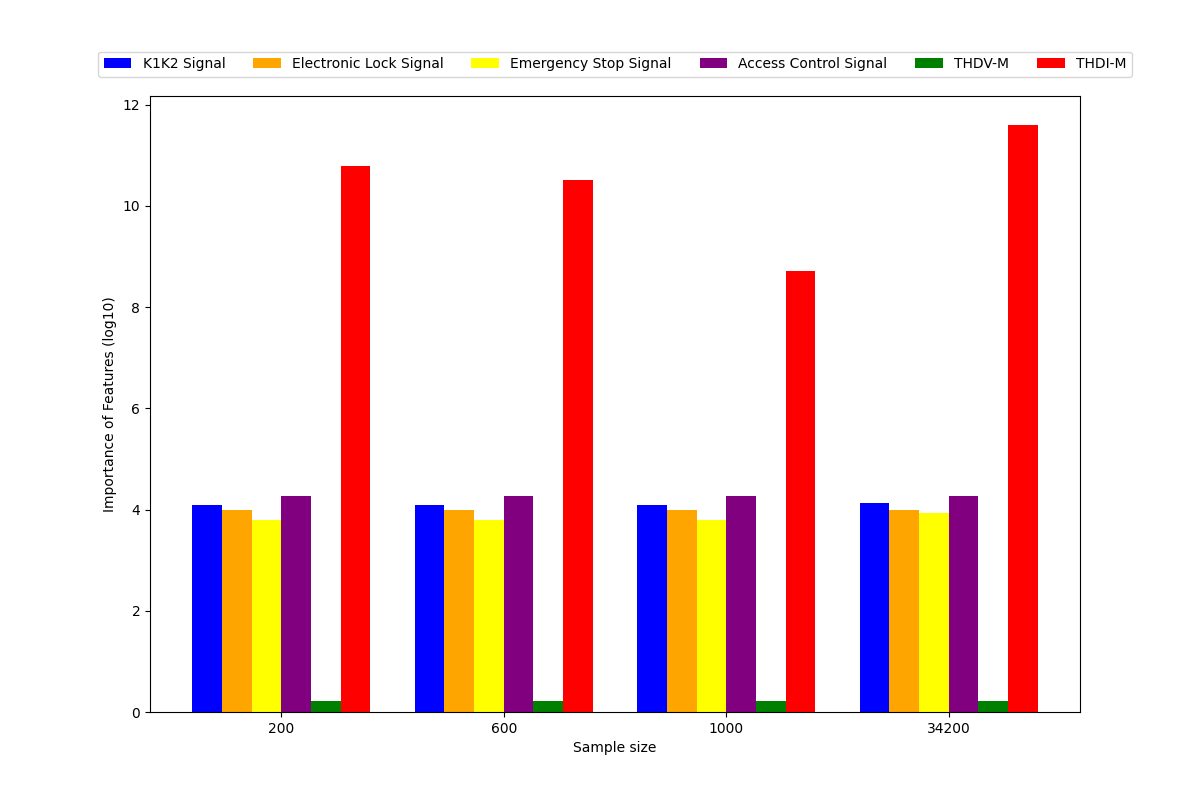 K1K2 Signal Electronic Lock Signal Emergency Stop Signal Access Control Signal THDV-M THDI-M
12
10
8
6
4
2
0
Importance of Features (log10)
200 600 1000 34200
Sample size